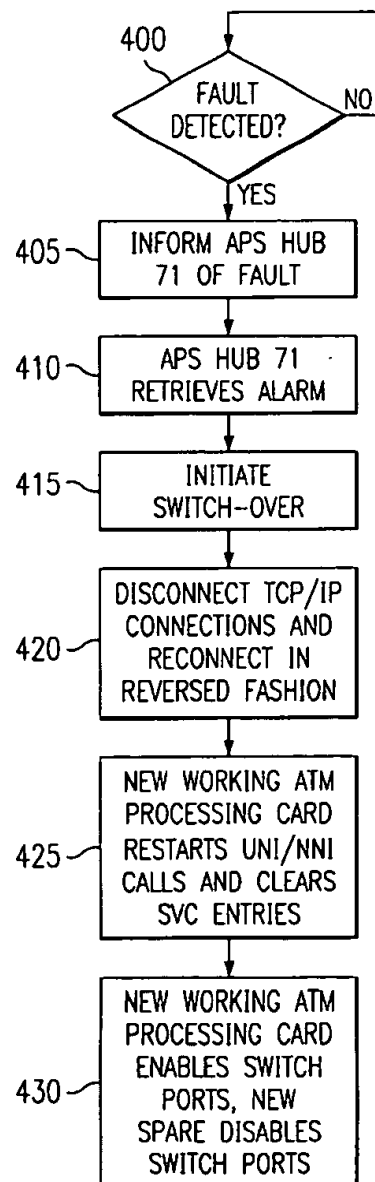 400
FAULT
DETECTED?
NO
YES
405
INFORM APS HUB
71 OF FAULT
410
APS HUB 71
RETRIEVES ALARM
415
INITIATE
SWITCH-OVER
420
DISCONNECT TCP/IP
CONNECTIONS AND
RECONNECT IN
REVERSED FASHION
425
NEW WORKING ATM
PROCESSING CARD
RESTARTS UNI/NNI
CALLS AND CLEARS
SVC ENTRIES
430
NEW WORKING ATM
PROCESSING CARD
ENABLES SWITCH
PORTS, NEW
SPARE DISABLES
SWITCH PORTS